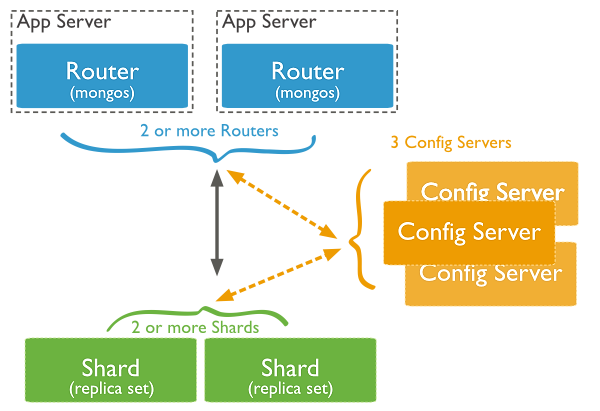 App Server
App Server
Router
(mongos)
Router
(mongos)
2 or more Routers
3 Config Servers
Config Server
Config Server
Config Server
2 or more Shards
Shard
(replica set)
Shard
(replica set)